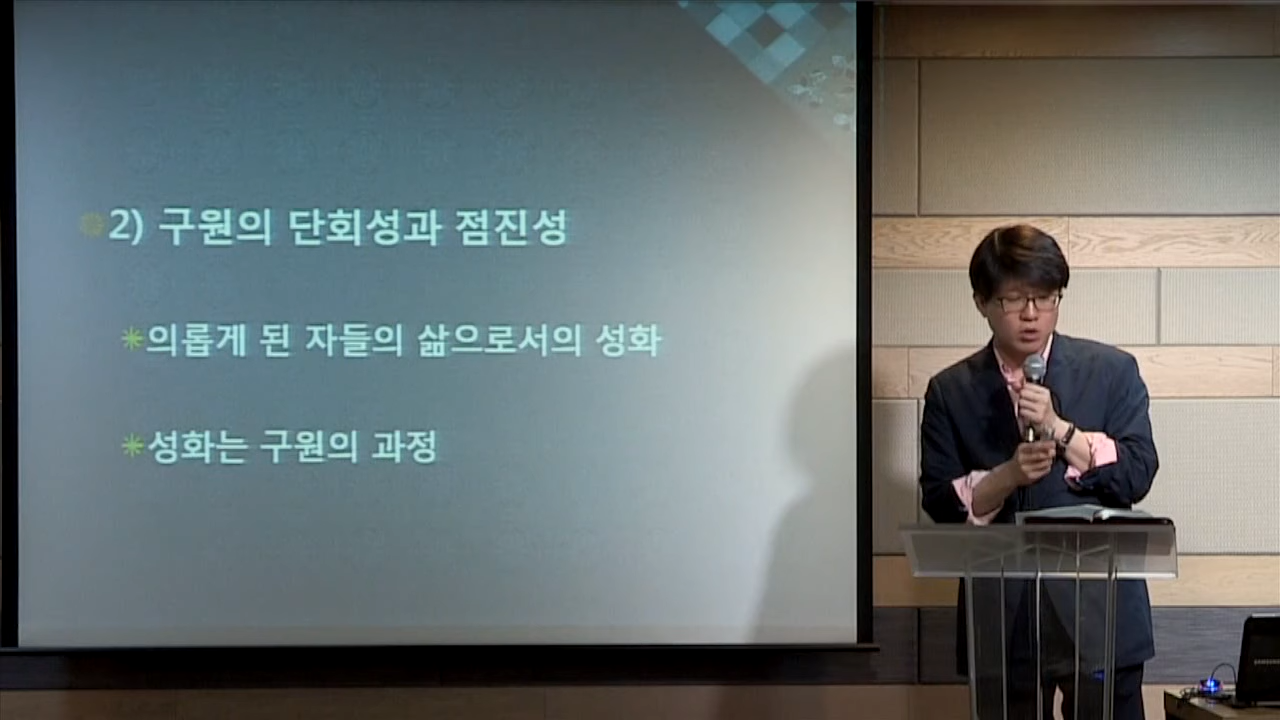 2) 구원의 단회성과 점진성
의롭게 된 자들의 삶으로서의 성화
성화는 구원의 과정